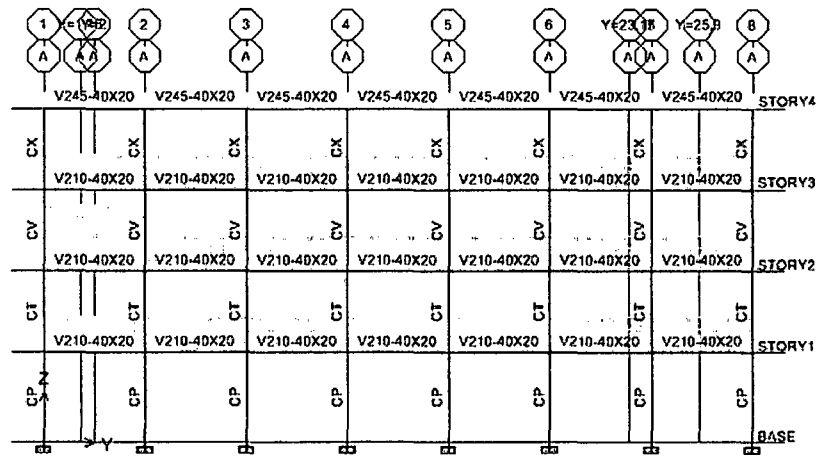 1 2 3 4 5 6 Y=23,1 Y=25,9 8
A A A A A A A A A A A A
V245-40X20 V245-40X20 V245-40X20 V245-40X20 V245-40X20 V245-40X20 V245-40X20 STORY4
CX CX CX CX CX CX CX CX
V210-40X20 V210-40X20 V210-40X20 V210-40X20 V210-40X20 V210-40X20 V210-40X20 STORY3
CV CV CV CV CV CV CV CV
V210-40X20 V210-40X20 V210-40X20 V210-40X20 V210-40X20 V210-40X20 V210-40X20 STORY2
CT CT CT CT CT CT CT CT
V210-40X20 V210-40X20 V210-40X20 V210-40X20 V210-40X20 V210-40X20 V210-40X20 STORY1
Z
CP CP CP CP CP CP CP CP
Y
BASE